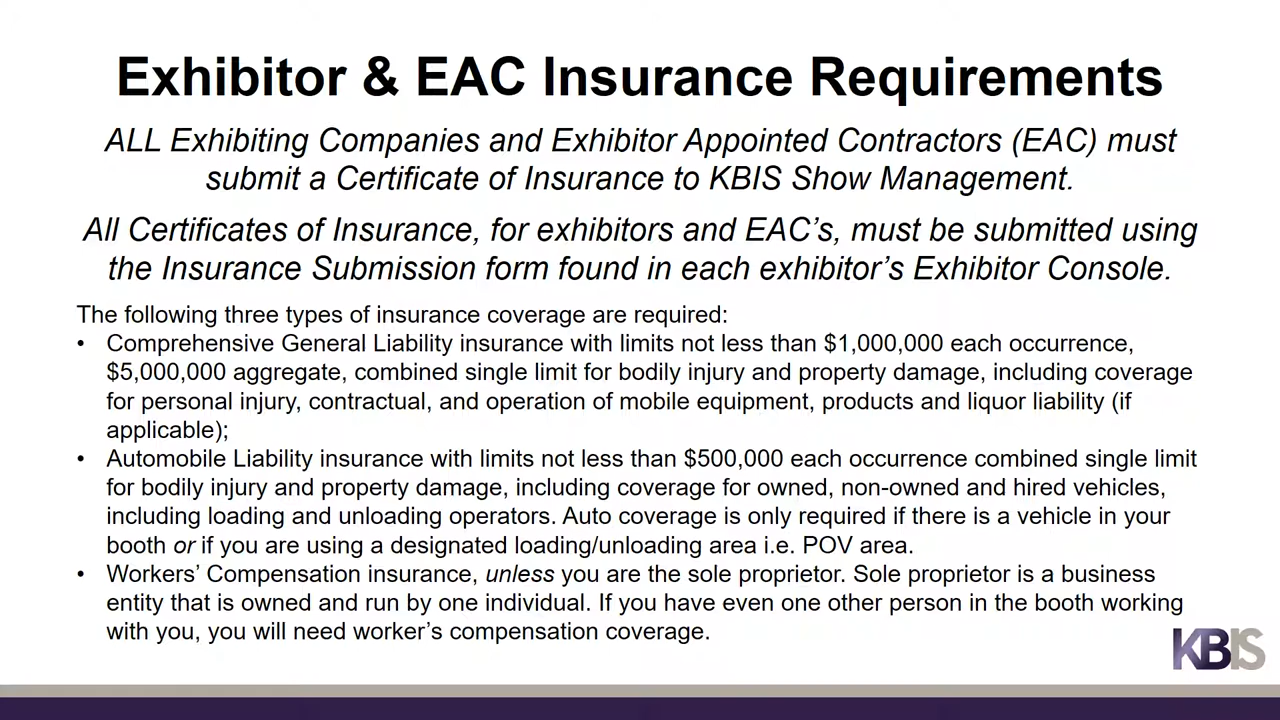 Exhibitor & EAC Insurance Requirements
ALL Exhibiting Companies and Exhibitor Appointed Contractors (EAC) must
submit a Certificate of Insurance to KBIS Show Management.
All Certificates of Insurance, for exhibitors and EAC’s, must be submitted using
the Insurance Submission form found in each exhibitor’s Exhibitor Console.
The following three types of insurance coverage are required:
• Comprehensive General Liability insurance with limits not less than $1,000,000 each occurrence,
$5,000,000 aggregate, combined single limit for bodily injury and property damage, including coverage
for personal injury, contractual, and operation of mobile equipment, products and liquor liability (if
applicable);
• Automobile Liability insurance with limits not less than $500,000 each occurrence combined single limit
for bodily injury and property damage, including coverage for owned, non-owned and hired vehicles,
including loading and unloading operators. Auto coverage is only required if there is a vehicle in your
booth or if you are using a designated loading/unloading area i.e. POV area.
• Workers’ Compensation insurance, unless you are the sole proprietor. Sole proprietor is a business
entity that is owned and run by one individual. If you have even one other person in the booth working
with you, you will need worker’s compensation coverage.
KBIS